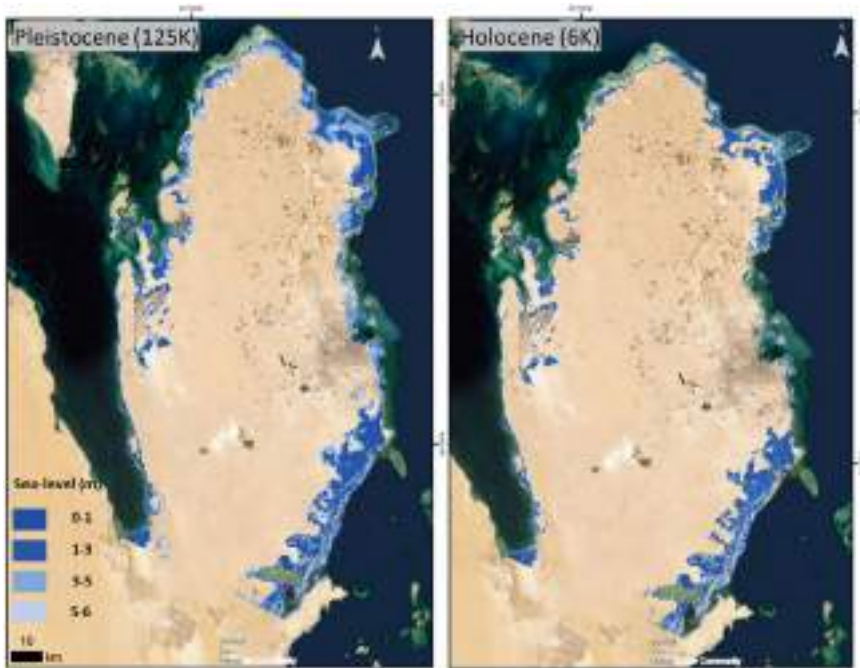 Pleistocene (125K)
Holocene (6K)
Sea-level (m)
0-1
1-3
3-5
5-6
10
km